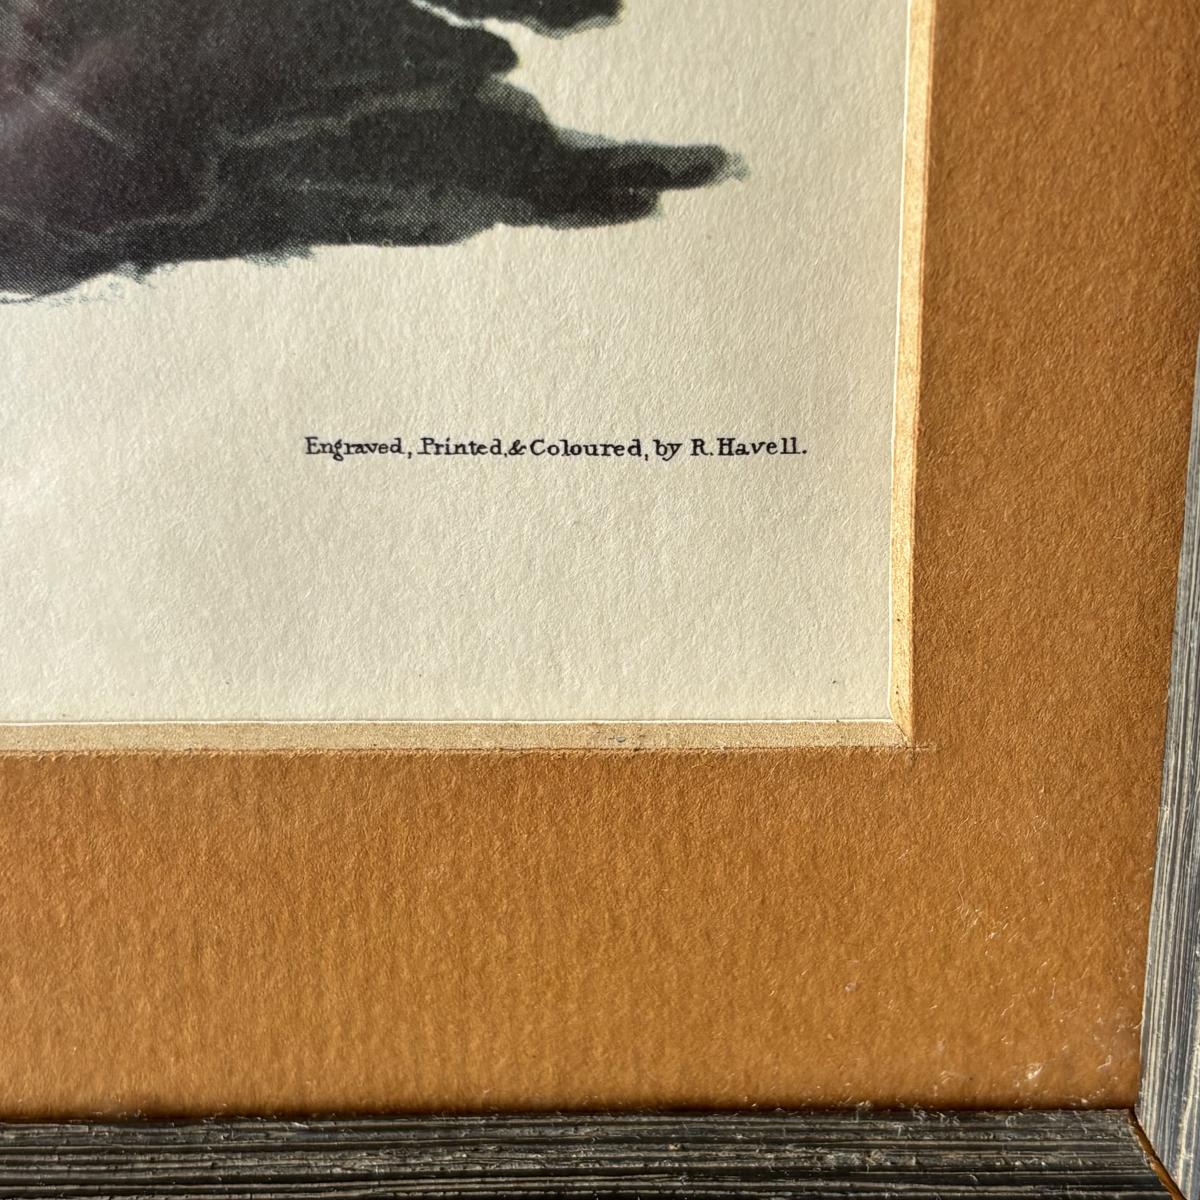 Engraved, Printed, & Coloured, by R. Havell.